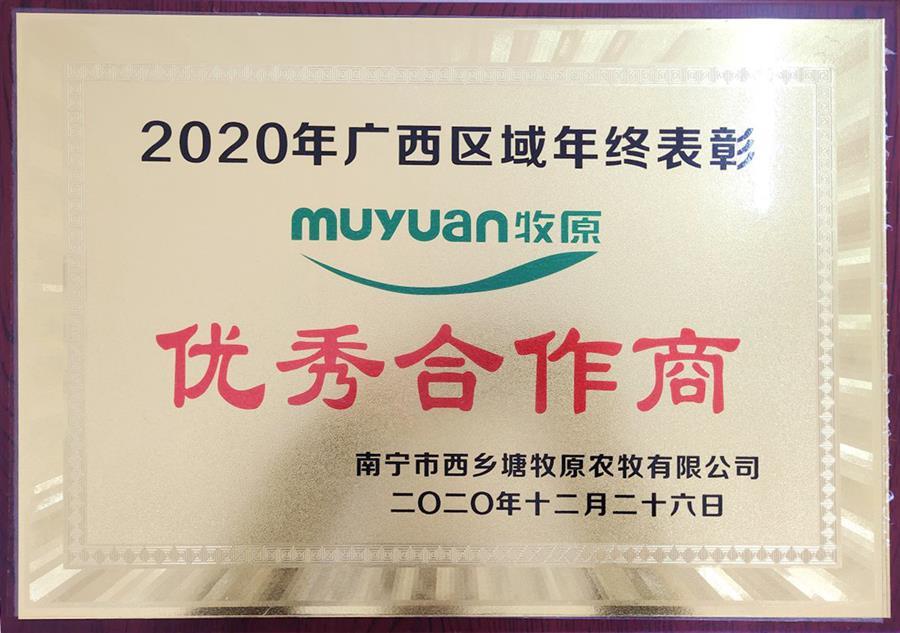 2020年广西区域年终表彰
muyuan牧原
优秀合作商
南宁市西乡塘牧原农牧有限公司
二〇二〇年十二月二十六日